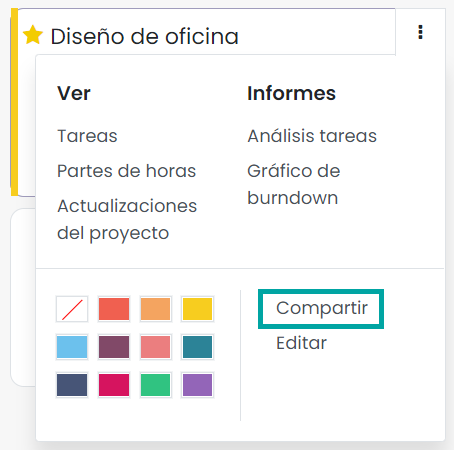 Diseño de oficina
Ver
Tareas
Partes de horas
Actualizaciones
del proyecto
Informes
Análisis tareas
Gráfico de
burndown
Compartir
Editar